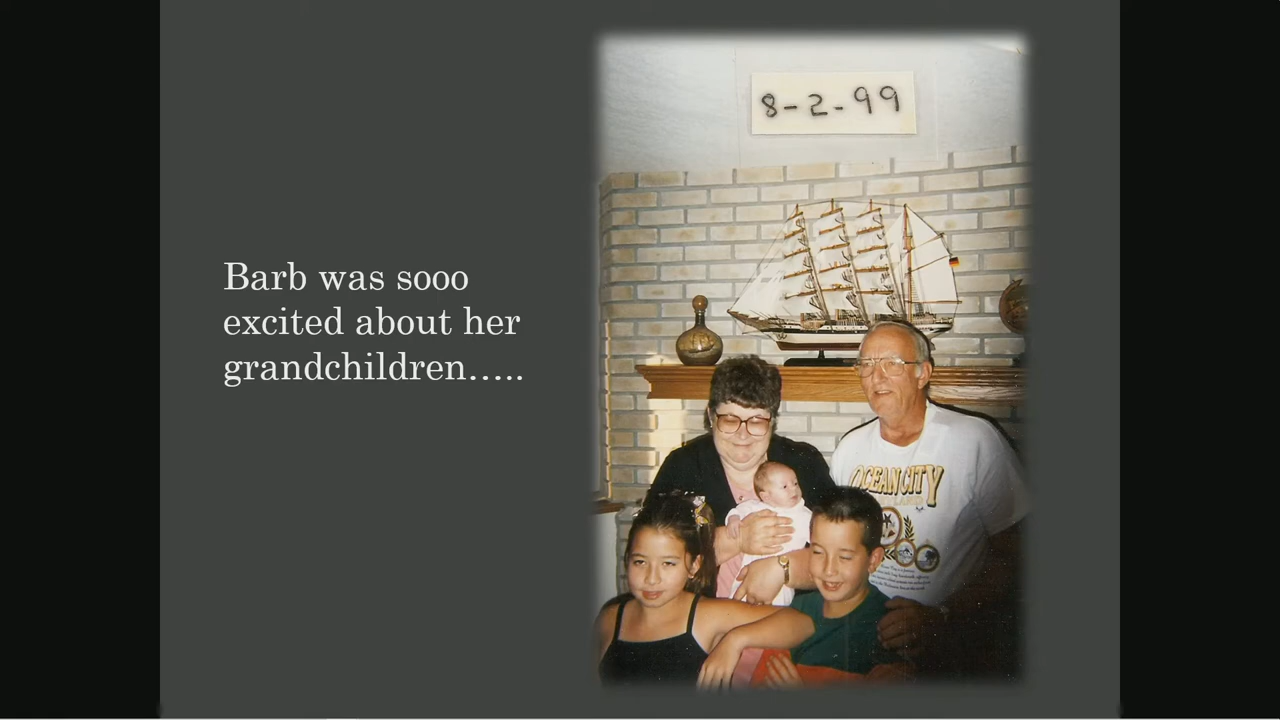 Barb was sooo
excited about her
grandchildren.....
8-2-99
OCEAN CITY